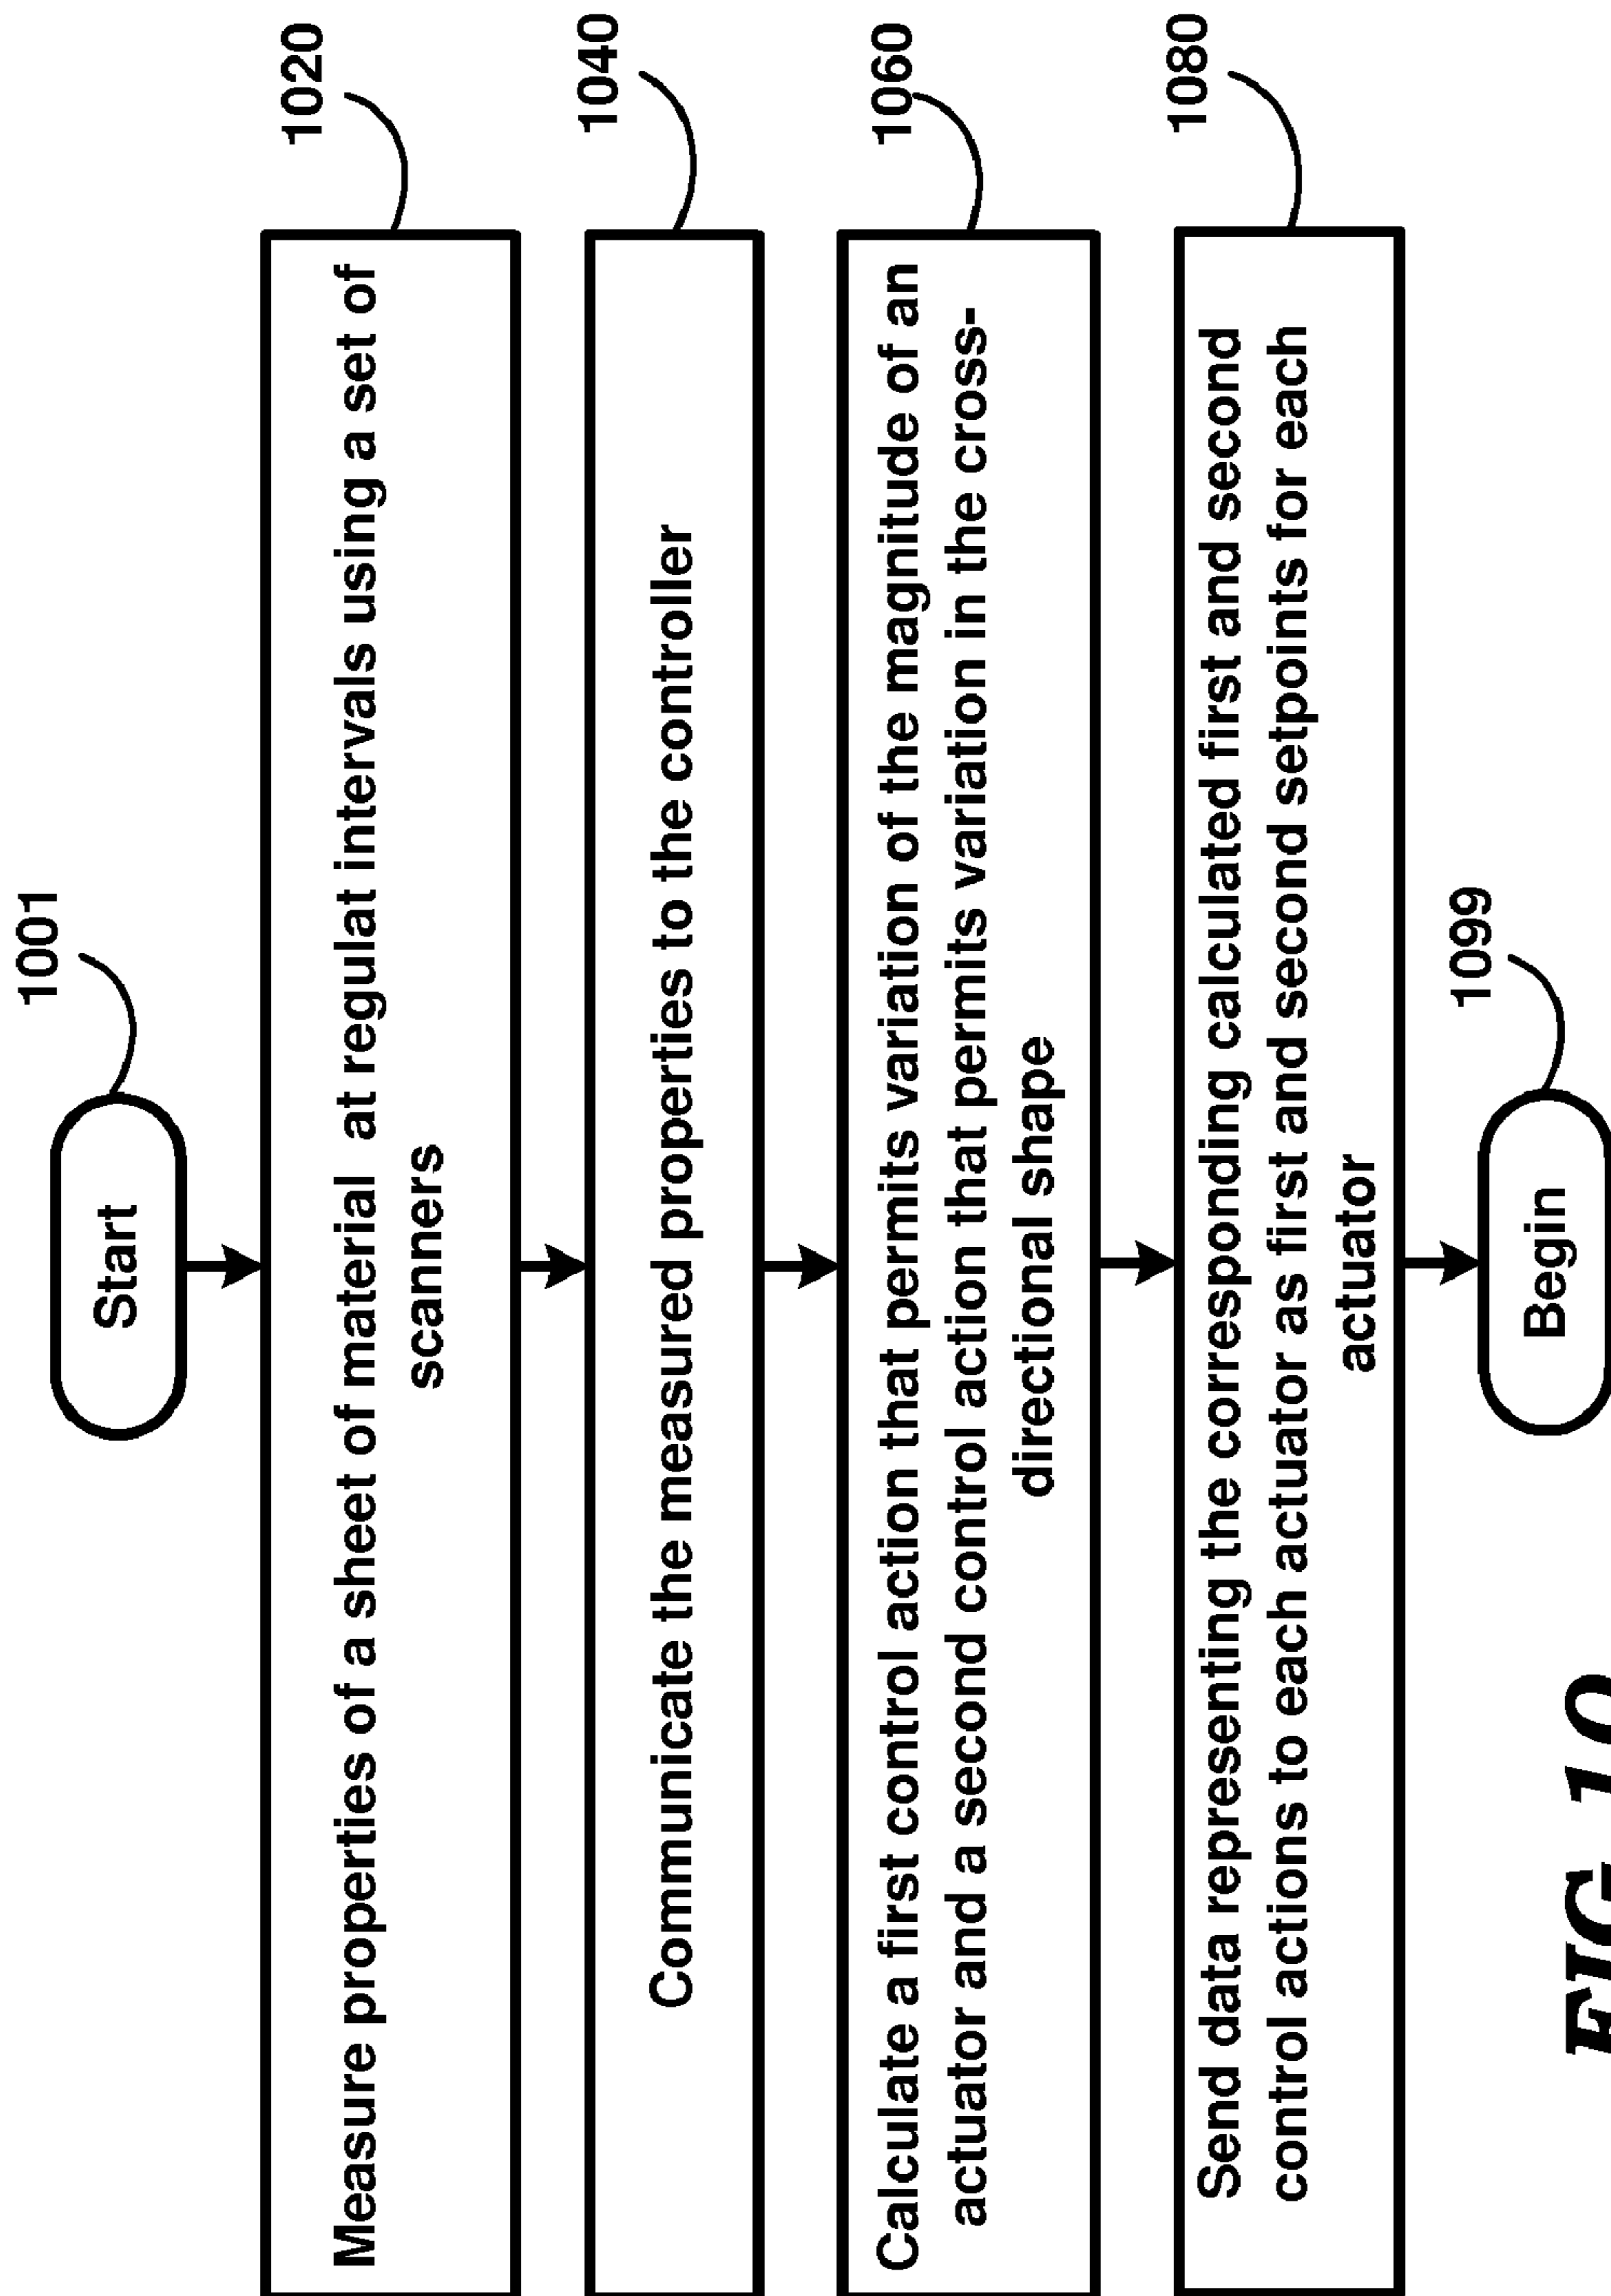 1001
Start
1020
Measure properties of a sheet of material at regulat intervals using a set of
scanners
1040
Communicate the measured properties to the controller
1060
Calculate a first control action that permits variation of the magnitude of an
actuator and a second control action that permits variation in the cross-
directional shape
1080
Send data representing the corresponding calculated first and second
control actions to each actuator as first and second setpoints for each
actuator
1099
Begin
FIG 10